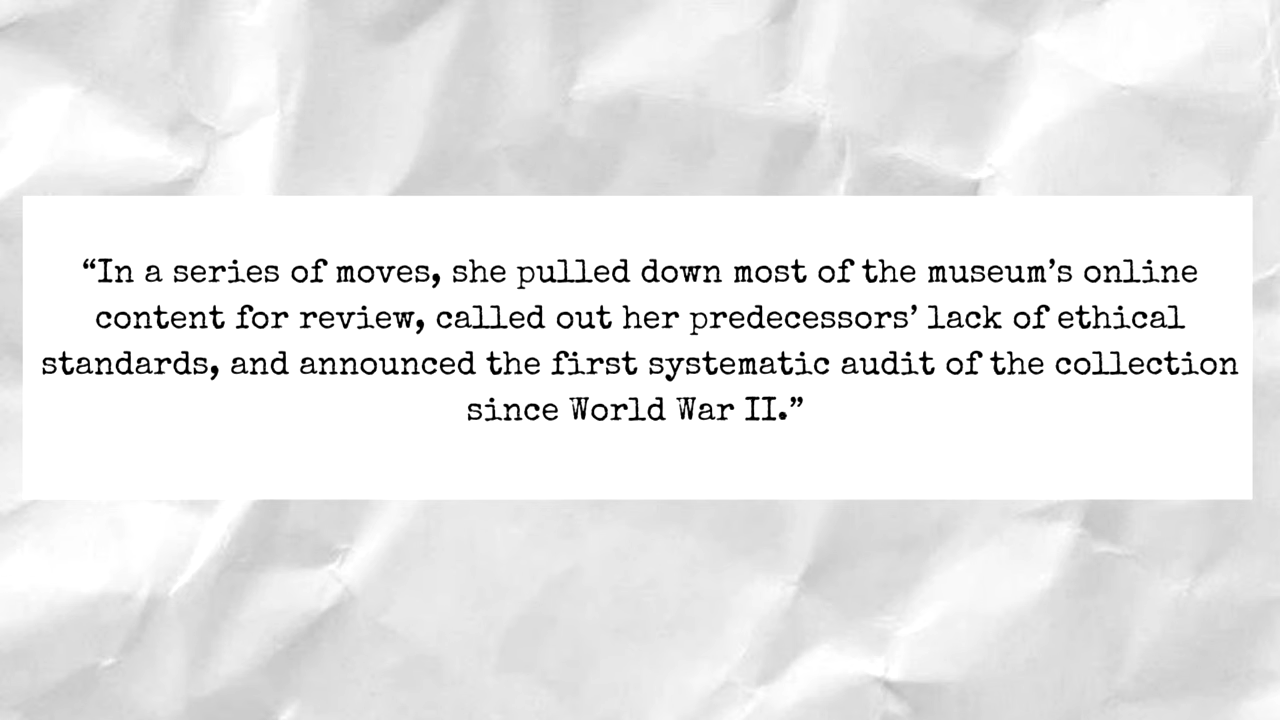 “In a series of moves, she pulled down most of the museum’s online
content for review, called out her predecessors’ lack of ethical
standards, and announced the first systematic audit of the collection
since World War II.”